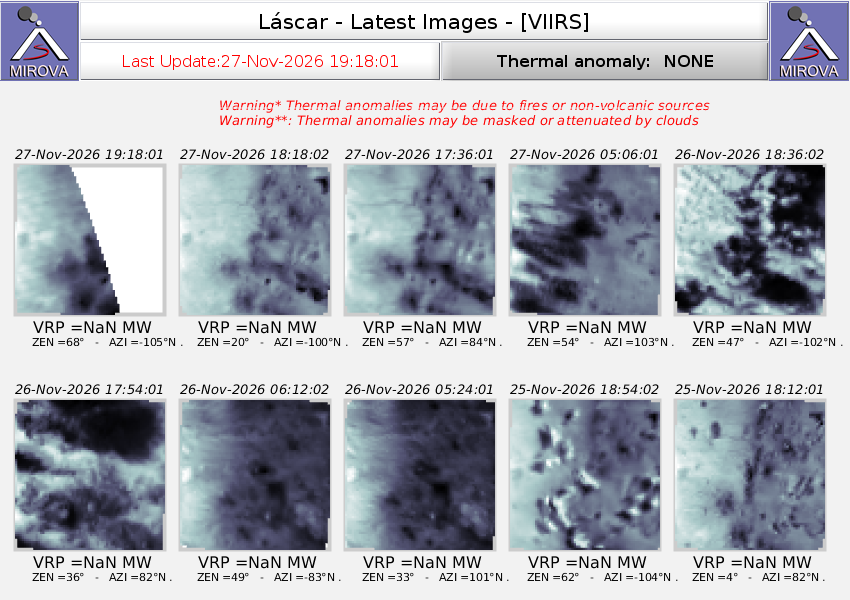 Láscar - Latest Images - [VIIRS]
MIROVA
Last Update:27-Nov-2026 19:18:01
Thermal anomaly: NONE
MIROVA
Warning* Thermal anomalies may be due to fires or non-volcanic sources
Warning**: Thermal anomalies may be masked or attenuated by clouds
27-Nov-2026 19:18:01
27-Nov-2026 18:18:02
27-Nov-2026 17:36:01
27-Nov-2026 05:06:01
26-Nov-2026 18:36:02
VRP =NaN MW
VRP =NaN MW
VRP =NaN MW
VRP =NaN MW
VRP =NaN MW
ZEN =68° - AZI =-105°N .
ZEN =20° - AZI =-100°N .
ZEN =57° - AZI =84°N .
ZEN =54° - AZI =103°N .
ZEN =47° - AZI =-102°N .
26-Nov-2026 17:54:01
26-Nov-2026 06:12:02
26-Nov-2026 05:24:01
25-Nov-2026 18:54:02
25-Nov-2026 18:12:01
VRP =NaN MW
VRP =NaN MW
VRP =NaN MW
VRP =NaN MW
VRP =NaN MW
ZEN =36° - AZI =82°N .
ZEN =49° - AZI =-83°N .
ZEN =33° - AZI =101°N .
ZEN =62° - AZI =-104°N .
ZEN =4° - AZI =82°N .